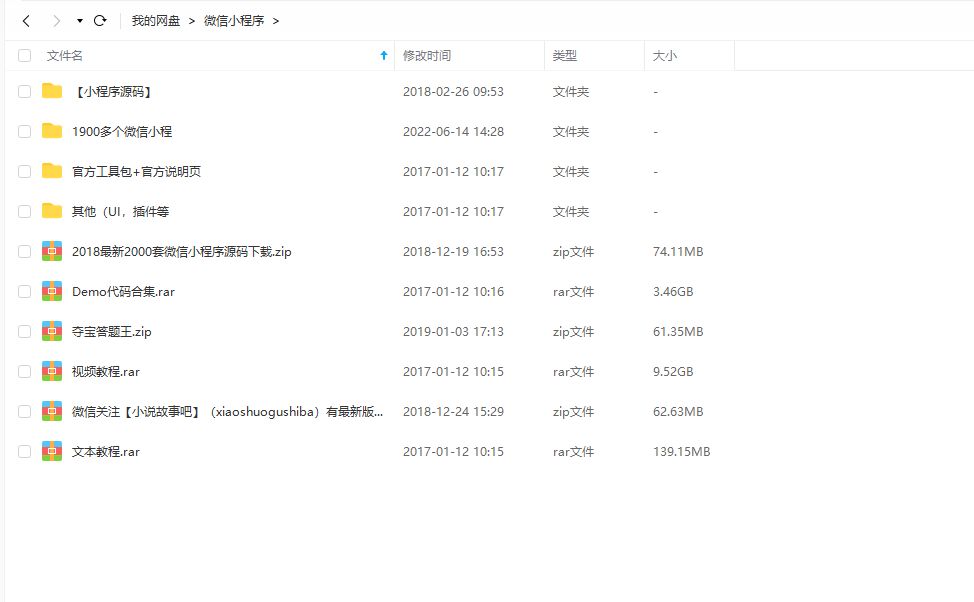 我的网盘 > 微信小程序 >
文件名 修改时间 类型 大小
【小程序源码】 2018-02-26 09:53 文件夹 -
1900多个微信小程 2022-06-14 14:28 文件夹 -
官方工具包+官方说明页 2017-01-12 10:17 文件夹 -
其他（UI，插件等 2017-01-12 10:17 文件夹 -
2018最新2000套微信小程序源码下载.zip 2018-12-19 16:53 zip文件 74.11MB
Demo代码合集.rar 2017-01-12 10:16 rar文件 3.46GB
夺宝答题王.zip 2019-01-03 17:13 zip文件 61.35MB
视频教程.rar 2017-01-12 10:15 rar文件 9.52GB
微信关注【小说故事吧】（xiaoshuogushiba）有最新版... 2018-12-24 15:29 zip文件 62.63MB
文本教程.rar 2017-01-12 10:15 rar文件 139.15MB